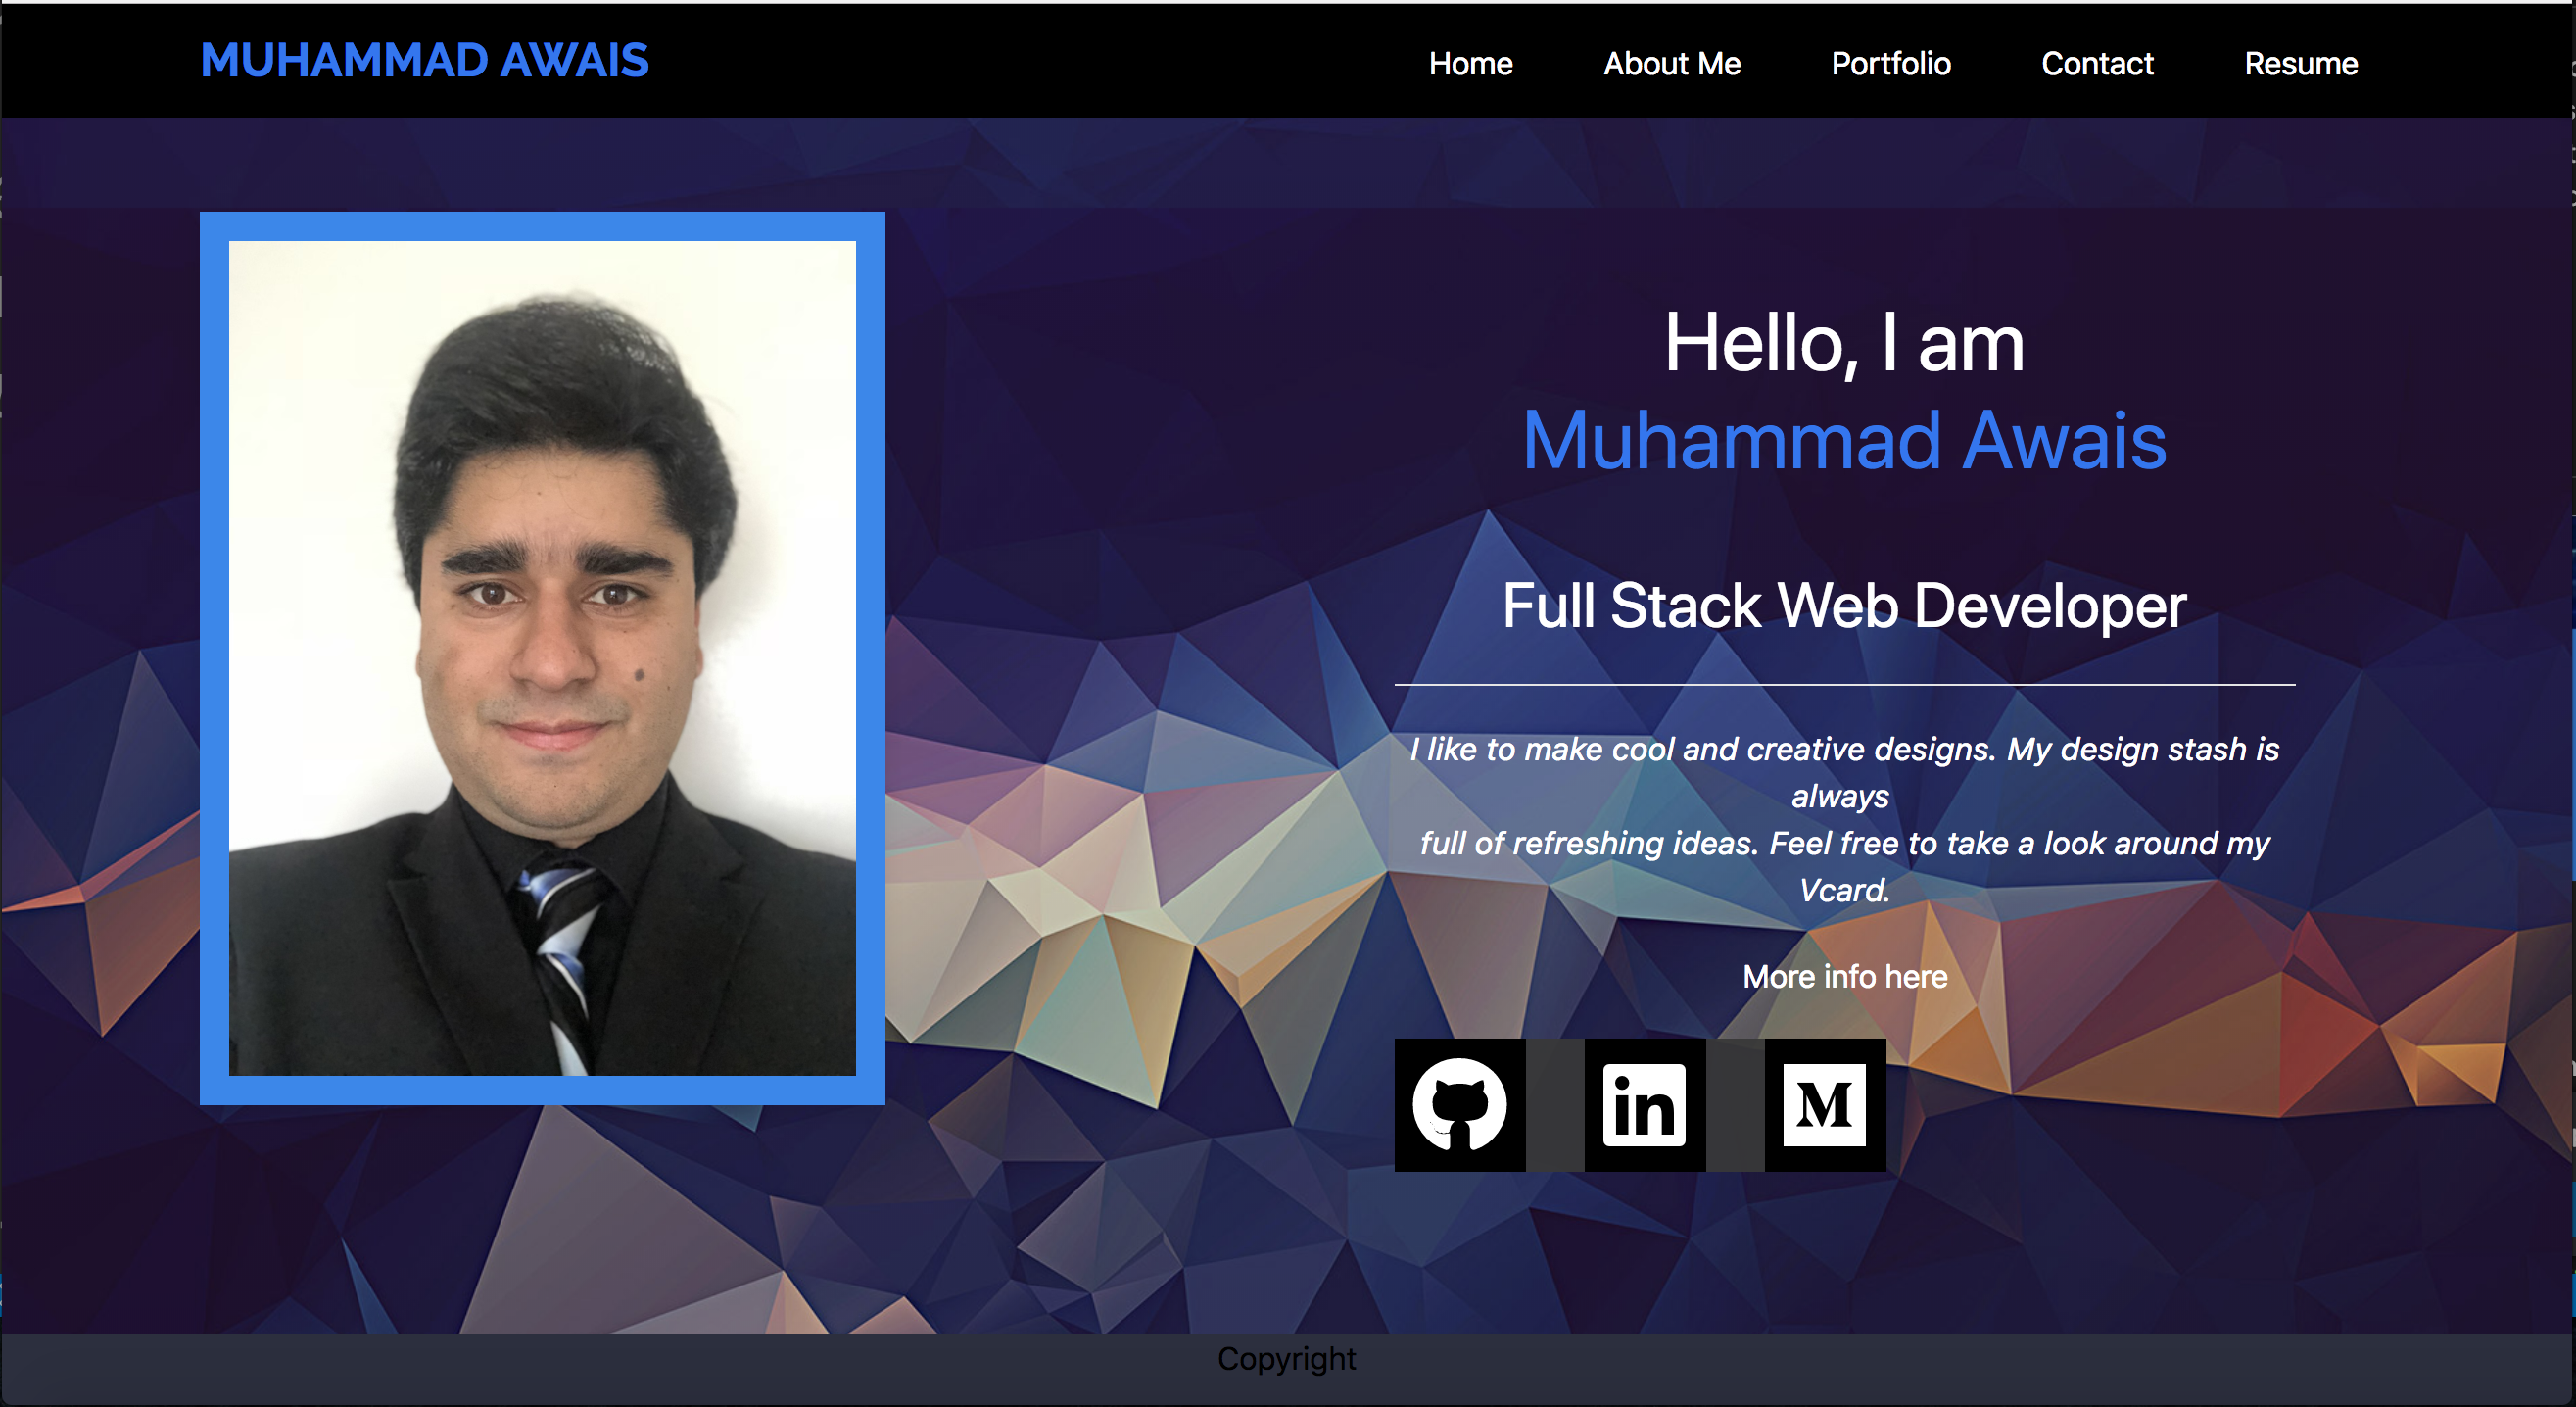 MUHAMMAD AWAIS
Home About Me Portfolio Contact Resume
Hello, I am
Muhammad Awais
Full Stack Web Developer
I like to make cool and creative designs. My design stash is
always
full of refreshing ideas. Feel free to take a look around my
Vcard.
More info here
in
M
Copyright